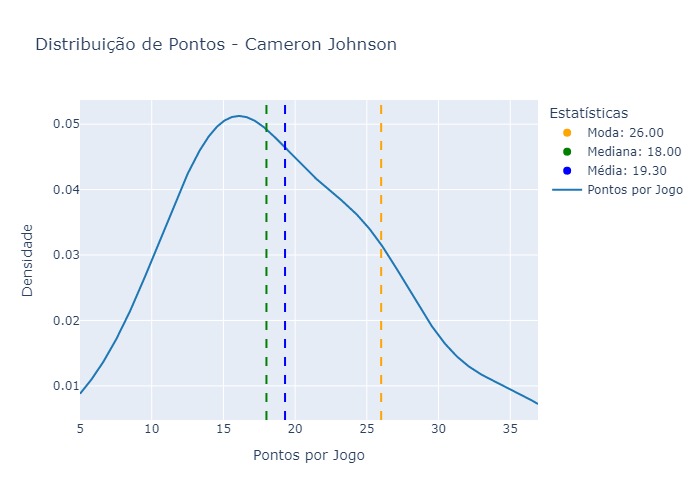 Distribuição de Pontos - Cameron Johnson
Estatísticas
Moda: 26.00
Mediana: 18.00
Média: 19.30
Pontos por Jogo
0.05
0.04
0.03
0.02
0.01
Densidade
5 10 15 20 25 30 35
Pontos por Jogo